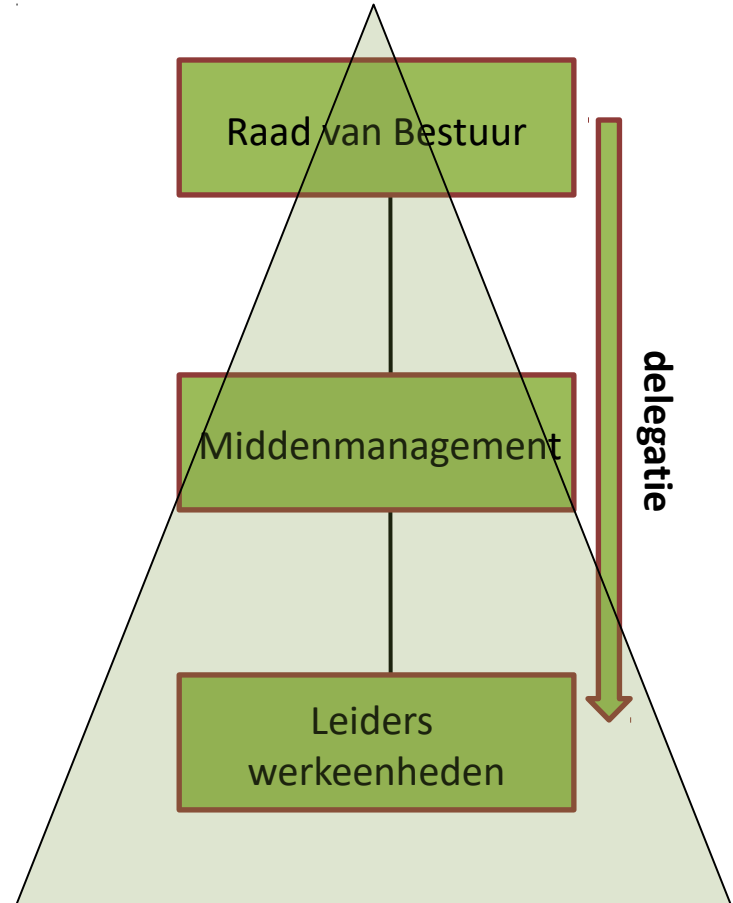 Raad van Bestuur
delegatie
Middenmanagement
Leiders
werkeenheden